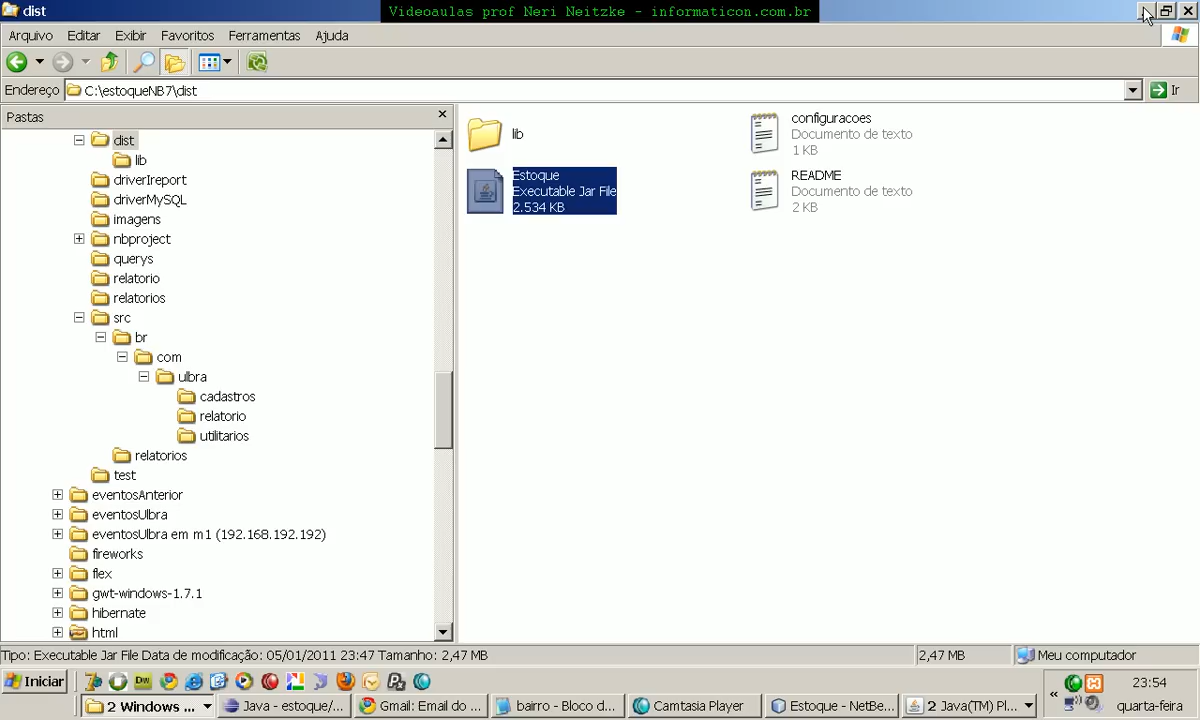 dist
Videoaulas prof Neri Neitzke - informaticon.com.br
Arquivo Editar Exibir Favoritos Ferramentas Ajuda
Endereço C:\estoqueNB7\dist Ir
Pastas
dist
lib
driverIreport
driverMySQL
imagens
nbproject
querys
relatorio
relatorios
src
br
com
ulbra
cadastros
relatorio
utilitarios
relatorios
test
eventosAnterior
eventosUlbra
eventosUlbra em m1 (192.168.192.192)
fireworks
flex
gwt-windows-1.7.1
hibernate
html
lib
Estoque
Executable Jar File
2.534 KB
configuracoes
Documento de texto
1 KB
README
Documento de texto
2 KB
Tipo: Executable Jar File Data de modificação: 05/01/2011 23:47 Tamanho: 2,47 MB
2,47 MB
Meu computador
Iniciar
DW
2 Windows ...
Java - estoque/...
Gmail: Email do ...
bairro - Bloco d...
Camtasia Player
Estoque - NetBe...
2 Java(TM) Pl...
«
23:54
quarta-feira